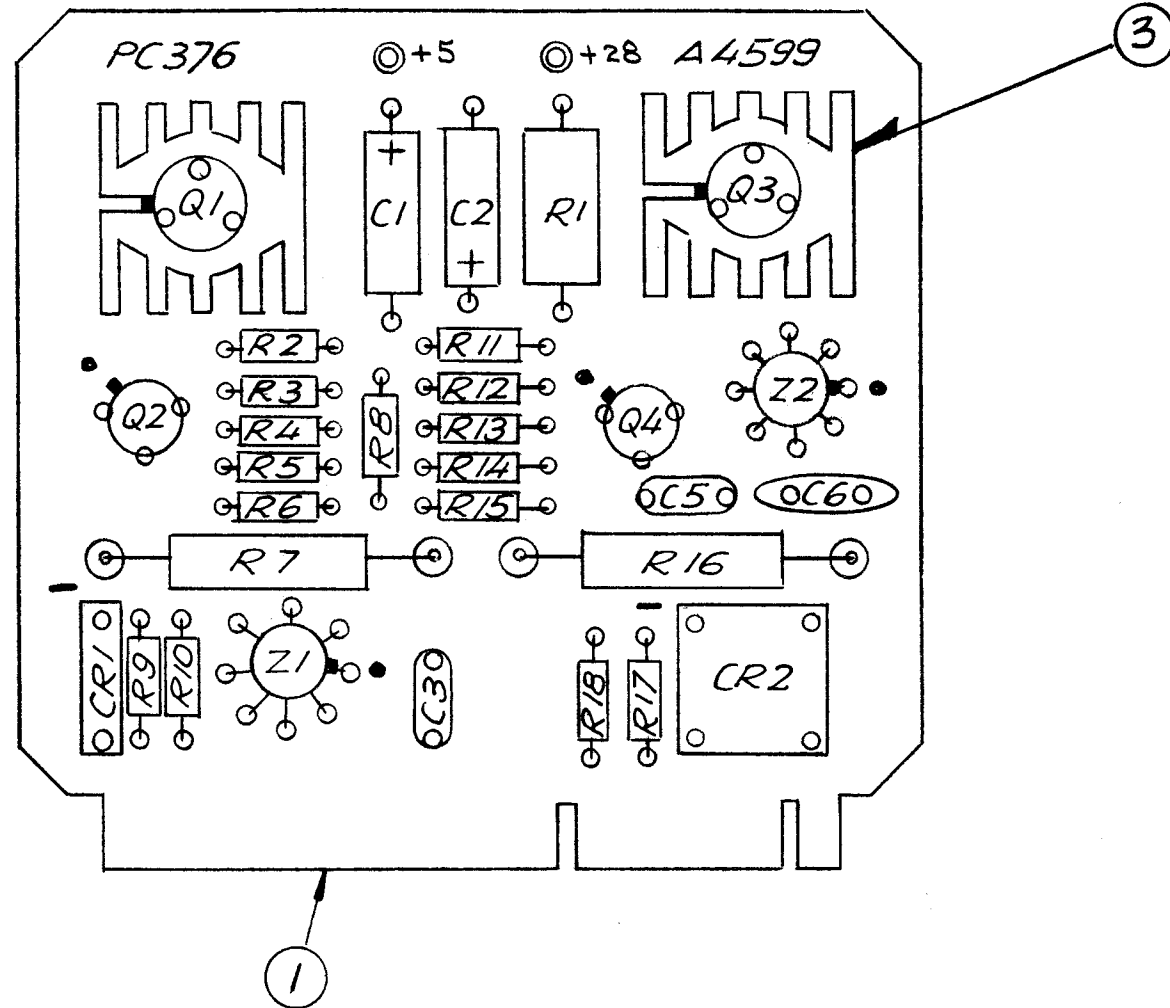 3
PC376 +5 +28 A4599
Q1 C1 C2 R1 Q3
+
+
R2 R11
R3 R12 Z2
Q2 R4 R8 R13 Q4
R5 R14
R6 R15 C5 C6
R7 R16
CR1 R9 R10 Z1 C3 R18 R17 CR2
1